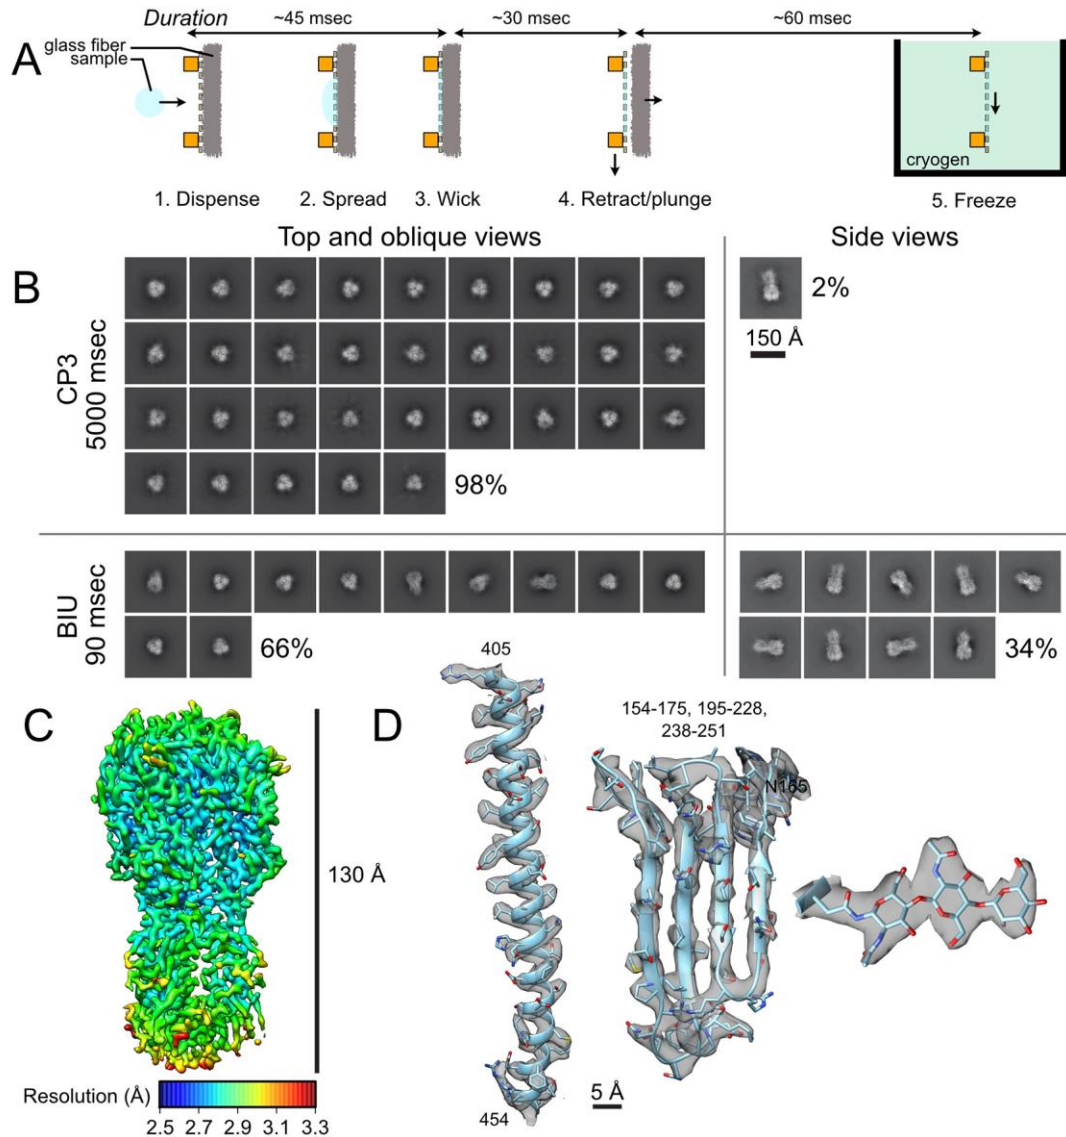 Duration
~45 msec
~30 msec
~60 msec
A
glass fiber
sample
cryogen
1. Dispense
2. Spread
3. Wick
4. Retract/plunge
5. Freeze
Top and oblique views
Side views
B
CP3
5000 msec
98%
2%
150 Å
BIU
90 msec
66%
34%
C
130 Å
Resolution (Å)
2.5 2.7 2.9 3.1 3.3
D
405
454
154-175, 195-228,
238-251
N165
5 Å